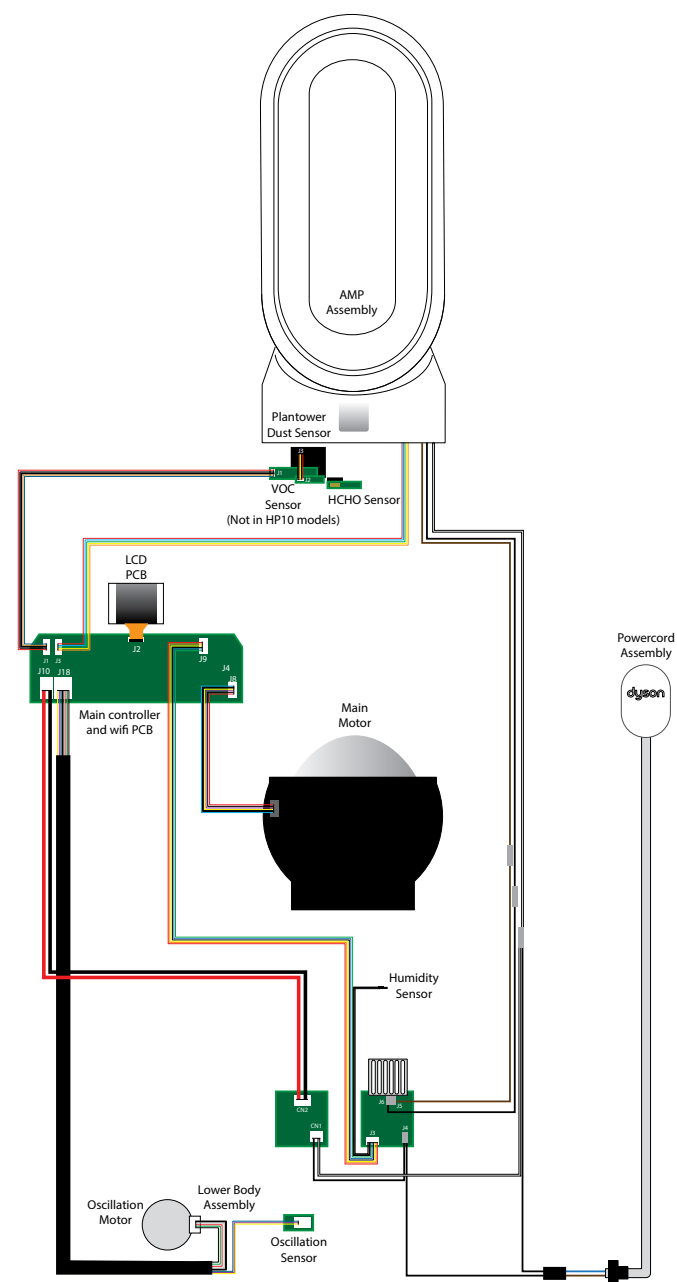 AMP
Assembly
Plantower
Dust Sensor
J3
J1
J2
VOC
Sensor
(Not in HP10 models)
HCHO Sensor
LCD
PCB
J2
J9
J1
J3
J4
J10
J18
J8
Main controller
and wifi PCB
Main
Motor
Powercord
Assembly
dyson
Humidity
Sensor
J6
J5
CN2
CN1
J3
J4
Oscillation
Motor
Lower Body
Assembly
Oscillation
Sensor